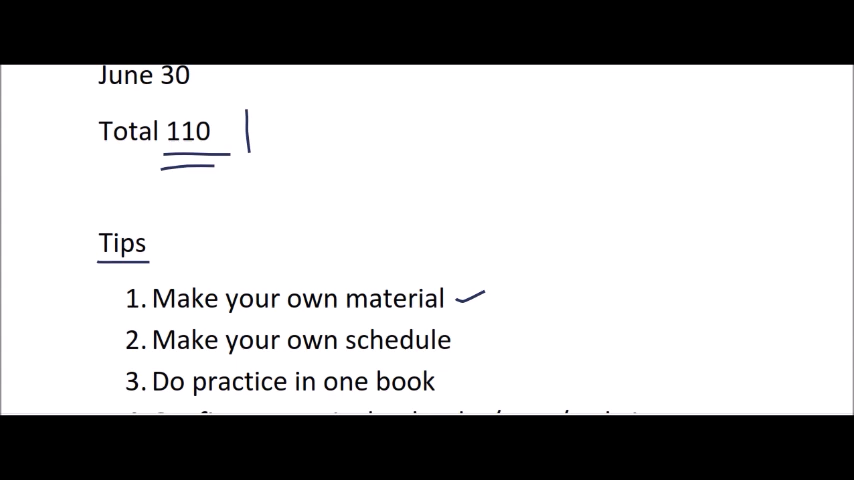 June 30
Total 110
Tips
1. Make your own material
2. Make your own schedule
3. Do practice in one book